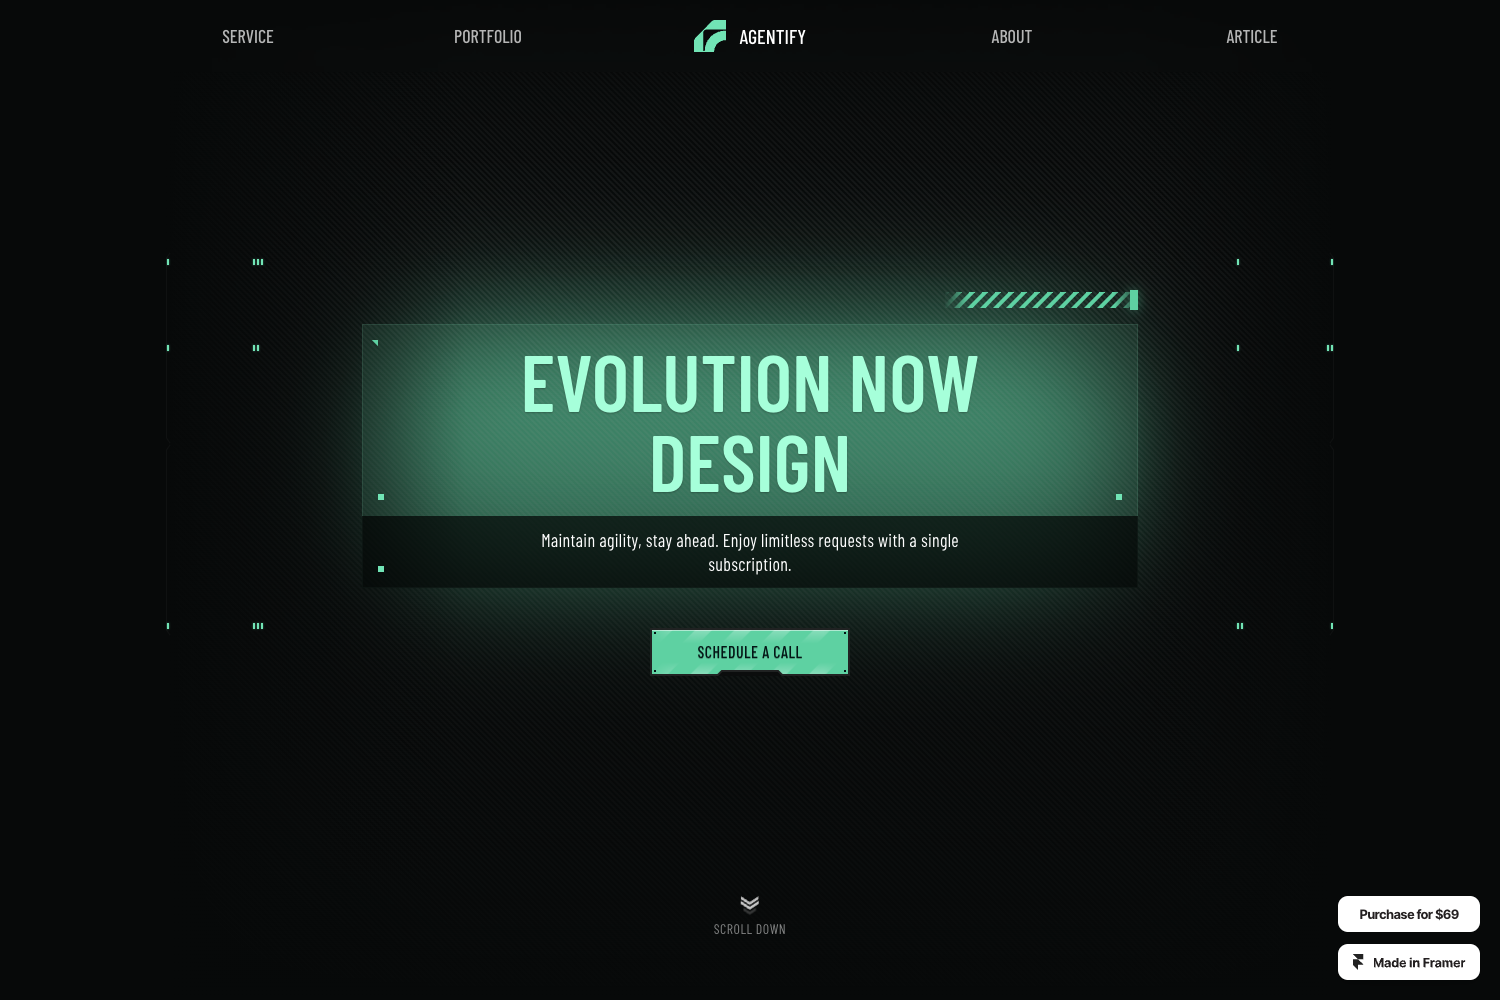 SERVICE
PORTFOLIO
AGENTIFY
ABOUT
ARTICLE
EVOLUTION NOW
DESIGN
Maintain agility, stay ahead. Enjoy limitless requests with a single
subscription.
SCHEDULE A CALL
SCROLL DOWN
Purchase for $69
Made in Framer